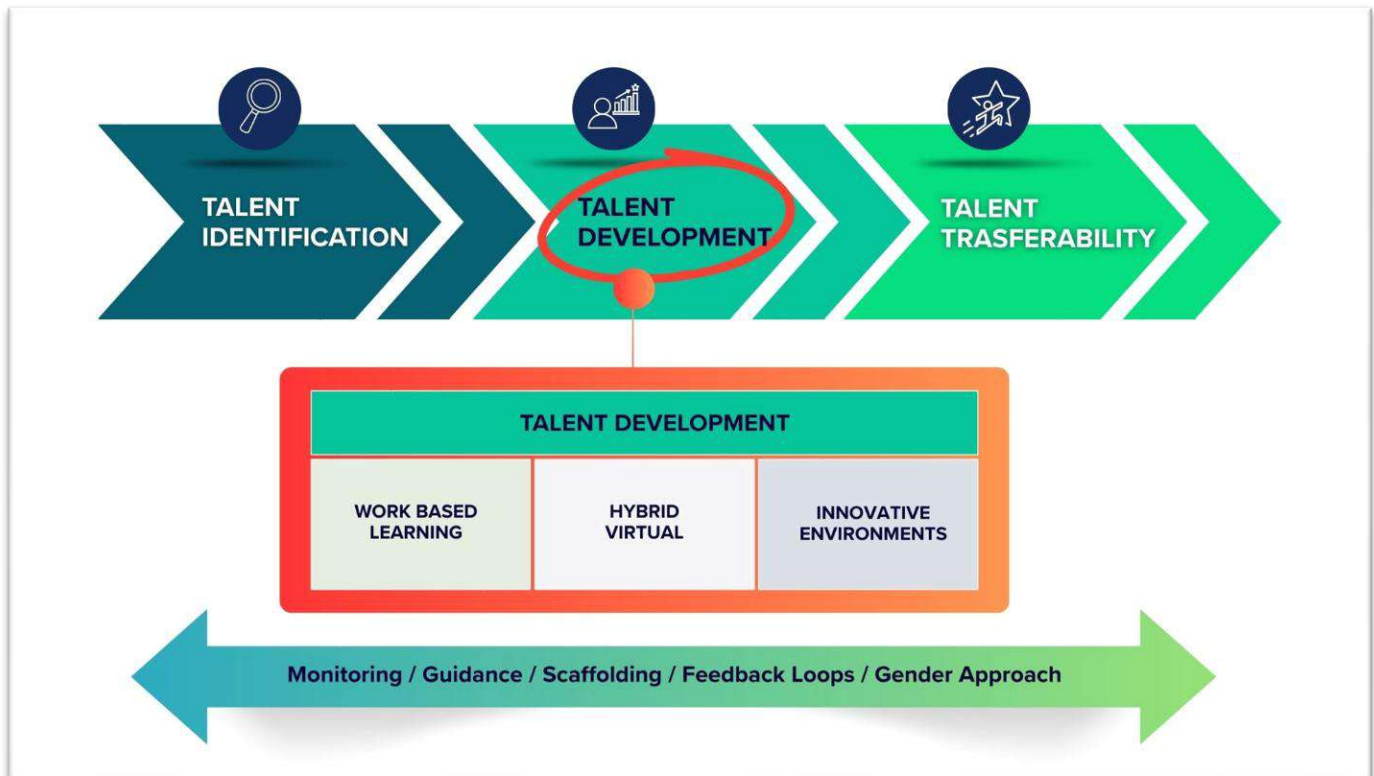 TALENT
IDENTIFICATION
TALENT
DEVELOPMENT
TALENT
TRASFERABILITY
TALENT DEVELOPMENT
WORK BASED
LEARNING
HYBRID
VIRTUAL
INNOVATIVE
ENVIRONMENTS
Monitoring / Guidance / Scaffolding / Feedback Loops / Gender Approach